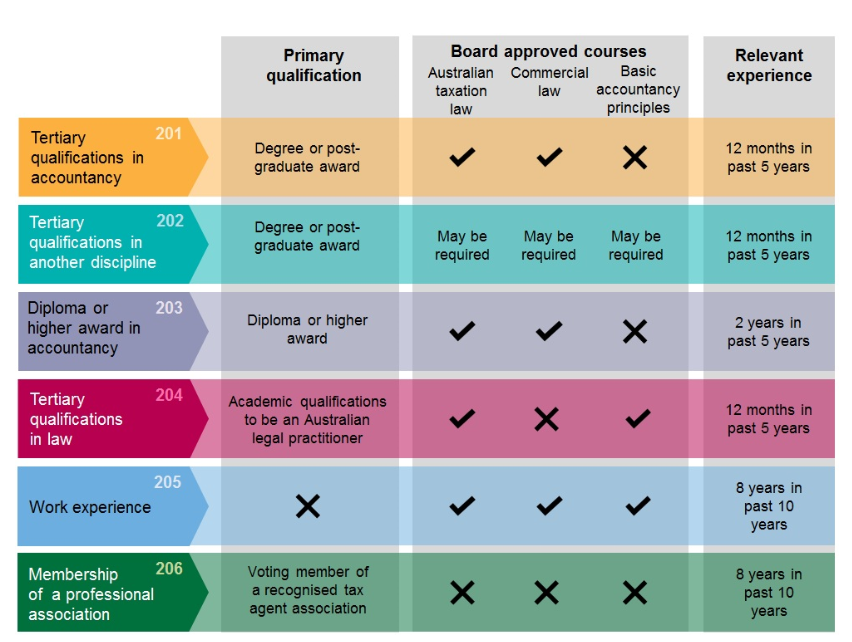 Primary
qualification
Board approved courses
Australian
taxation
law
Commercial
law
Basic
accountancy
principles
Relevant
experience
201
Tertiary
qualifications in
accountancy
Degree or post-
graduate award
12 months in
past 5 years
202
Tertiary
qualifications in
another discipline
Degree or post-
graduate award
May be
required
May be
required
May be
required
12 months in
past 5 years
203
Diploma or
higher award in
accountancy
Diploma or higher
award
2 years in
past 5 years
204
Tertiary
qualifications
in law
Academic qualifications
to be an Australian
legal practitioner
12 months in
past 5 years
205
Work experience
8 years in
past 10
years
206
Membership
of a professional
association
Voting member of
a recognised tax
agent association
8 years in
past 10
years